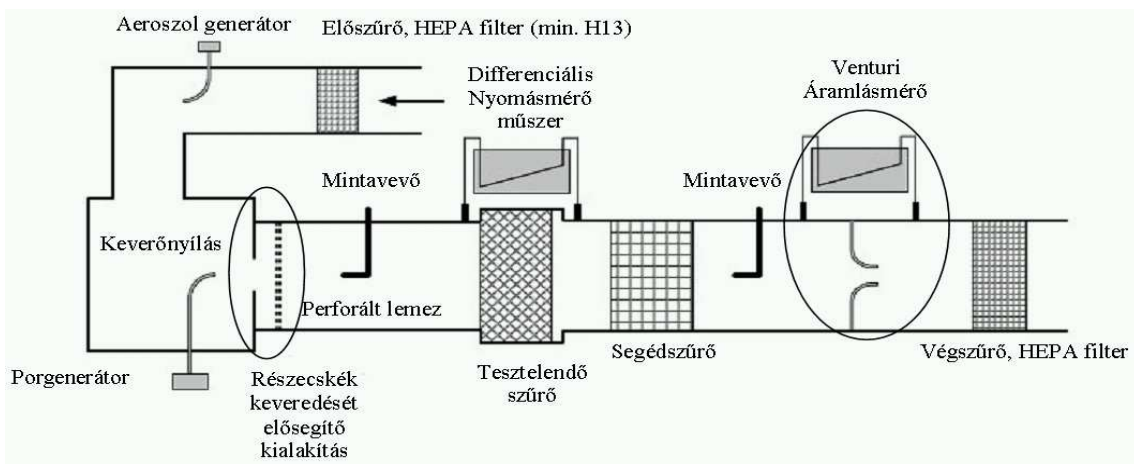 Aeroszol generátor
Előszűrő, HEPA filter (min. H13)
Differenciális
Nyomásmérő
műszer
Venturi
Áramlásmérő
Mintavevő
Mintavevő
Keverőnyílás
Perforált lemez
Porgenerátor
Részecskék
keveredését
elősegítő
kialakítás
Tesztelendő
szűrő
Segédszűrő
Végszűrő, HEPA filter